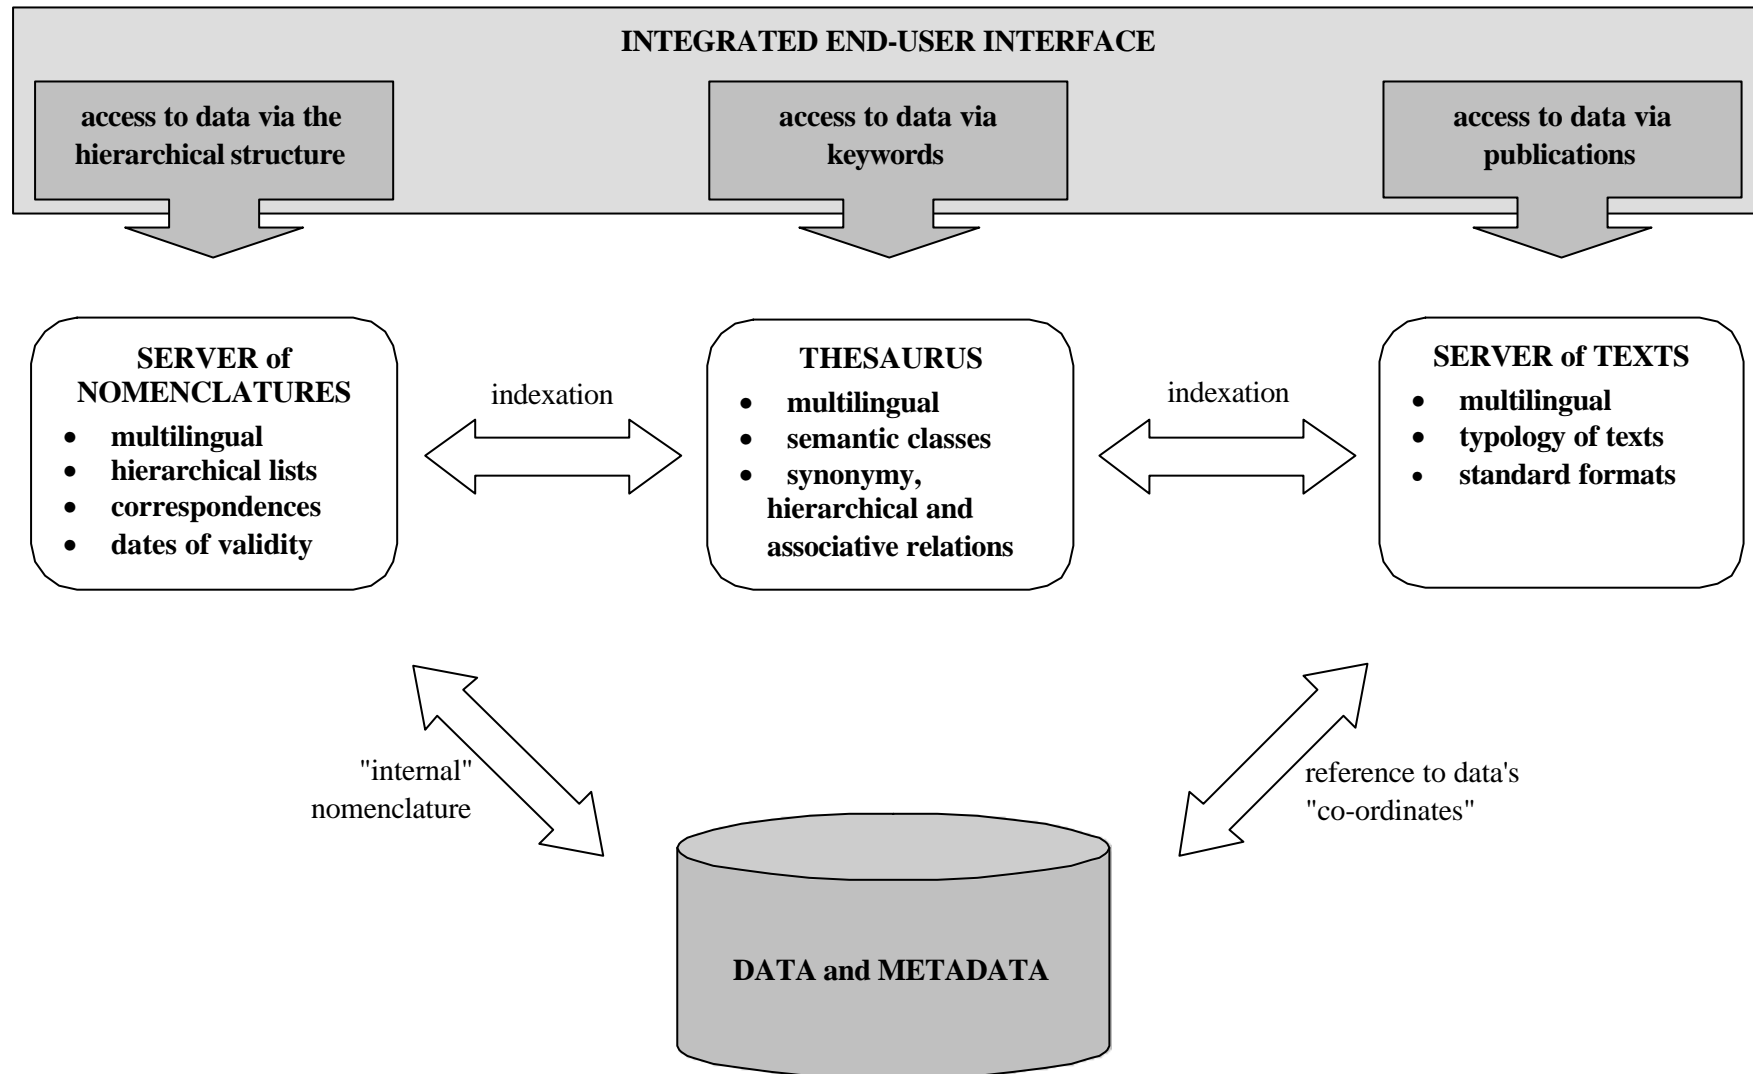 INTEGRATED END-USER INTERFACE
access to data via the
hierarchical structure
access to data via
keywords
access to data via
publications
SERVER of
NOMENCLATURES
• multilingual
• hierarchical lists
• correspondences
• dates of validity
indexation
THESAURUS
• multilingual
• semantic classes
• synonymy,
hierarchical and
associative relations
indexation
SERVER of TEXTS
• multilingual
• typology of texts
• standard formats
"internal"
nomenclature
reference to data's
"co-ordinates"
DATA and METADATA